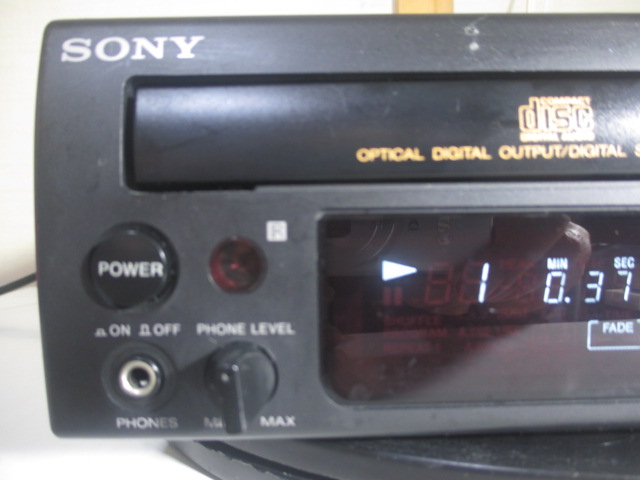 SONY
COMPACT
disc
DIGITAL AUDIO
OPTICAL DIGITAL OUTPUT/DIGITAL S
R
POWER
MIN SEC
1 0.37
ON OFF PHONE LEVEL
FADE
PHONES MAX